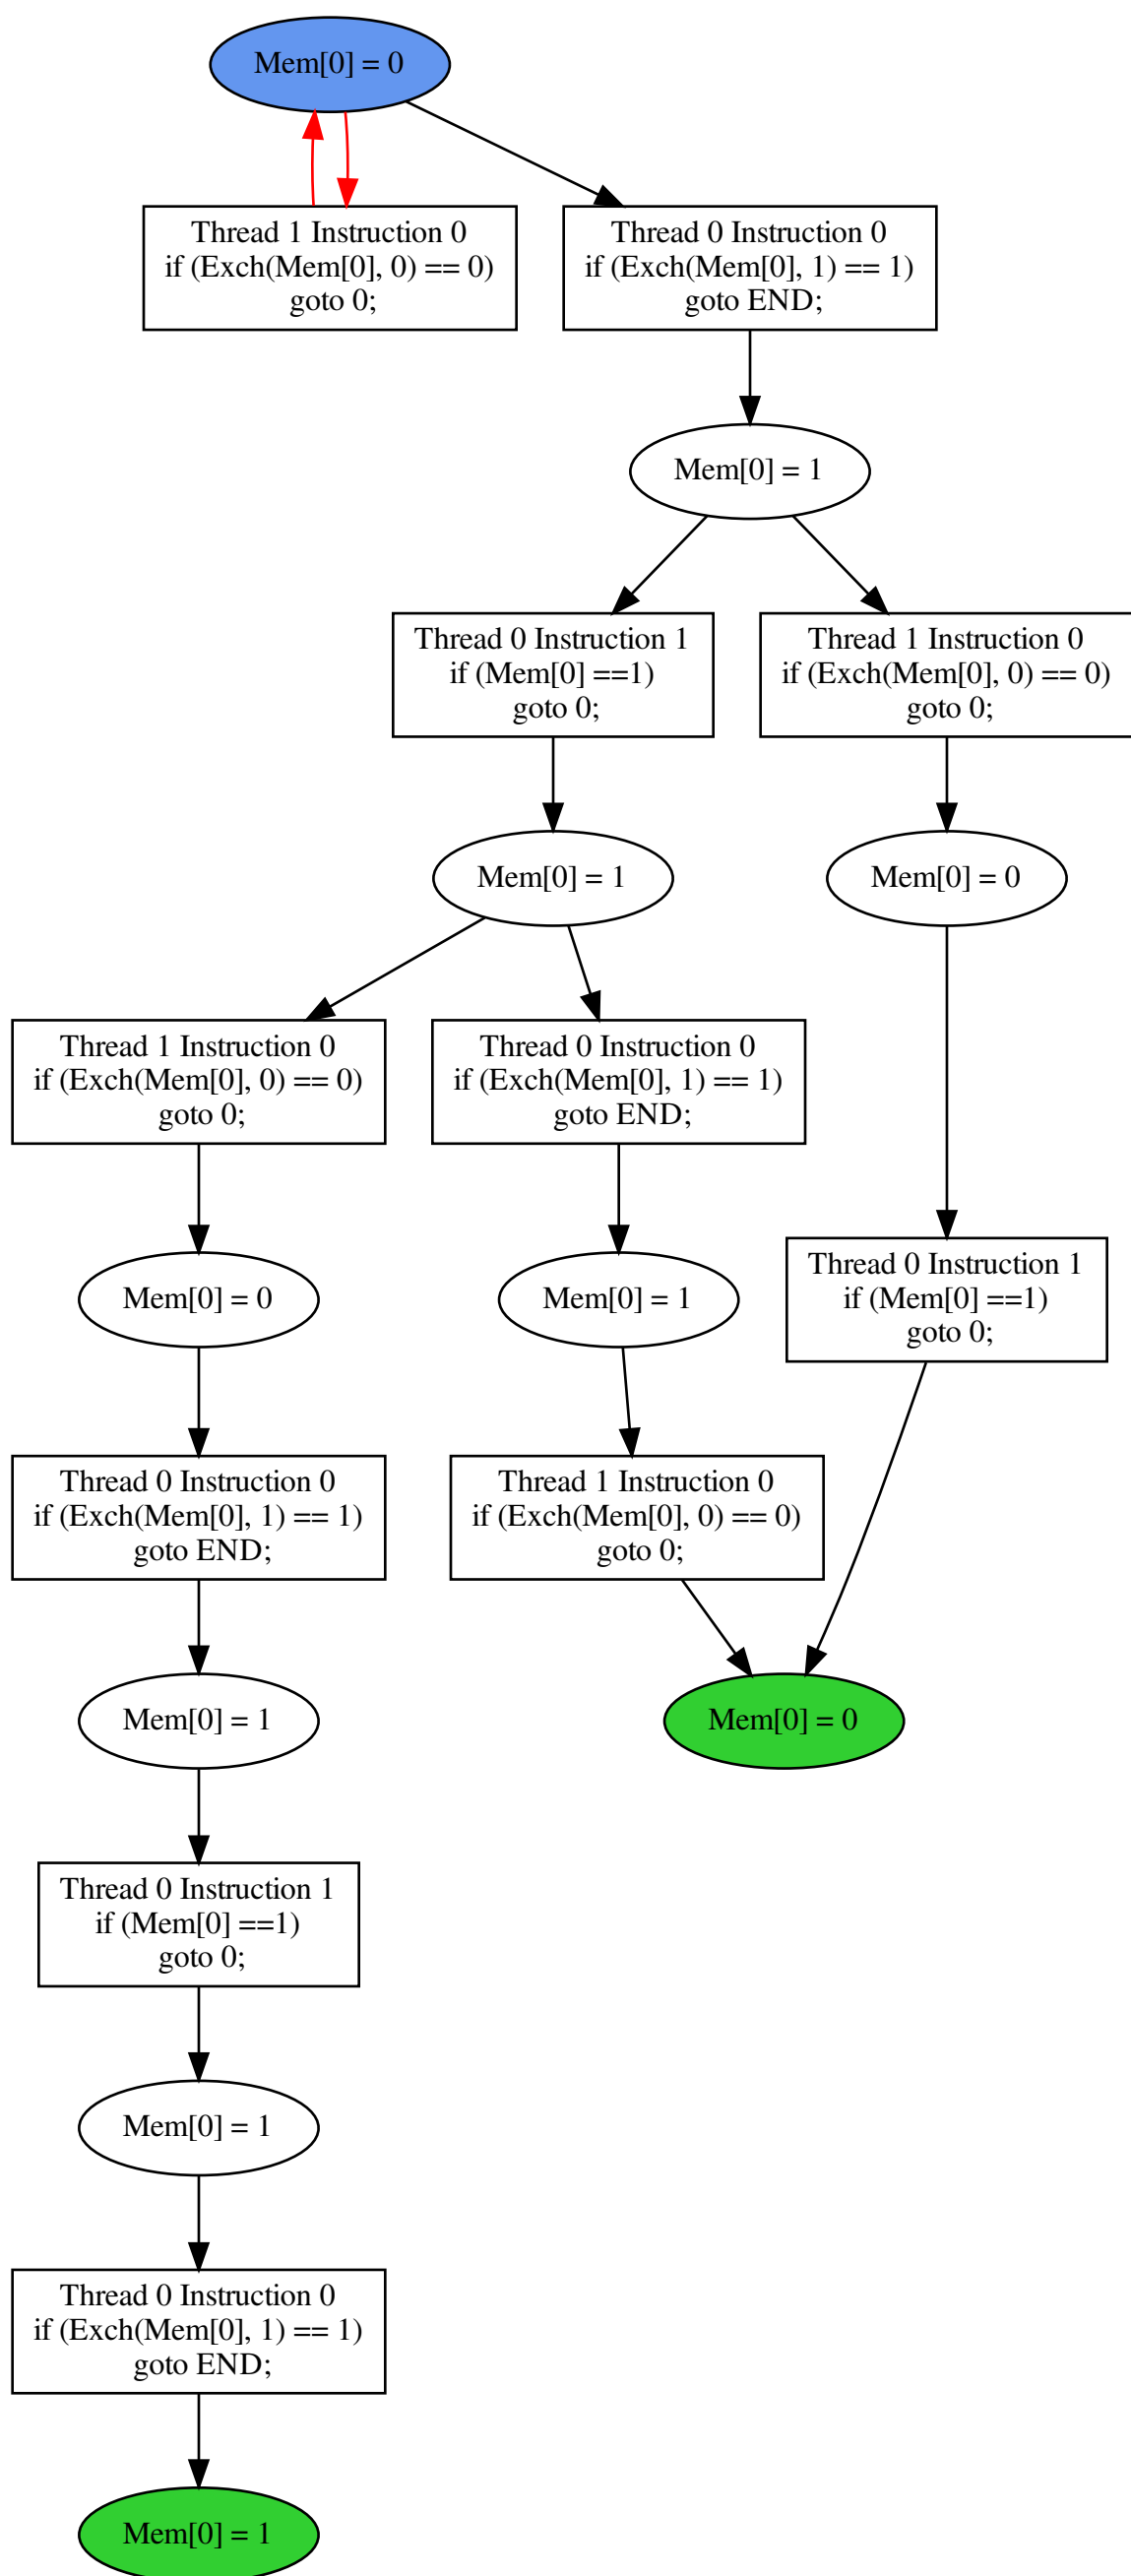 Mem[0] = 0
Thread 1 Instruction 0
if (Exch(Mem[0], 0) == 0)
goto 0;
Thread 0 Instruction 0
if (Exch(Mem[0], 1) == 1)
goto END;
Mem[0] = 1
Thread 0 Instruction 1
if (Mem[0] ==1)
goto 0;
Thread 1 Instruction 0
if (Exch(Mem[0], 0) == 0)
goto 0;
Mem[0] = 1
Mem[0] = 0
Thread 1 Instruction 0
if (Exch(Mem[0], 0) == 0)
goto 0;
Thread 0 Instruction 0
if (Exch(Mem[0], 1) == 1)
goto END;
Mem[0] = 0
Mem[0] = 1
Thread 0 Instruction 1
if (Mem[0] ==1)
goto 0;
Thread 0 Instruction 0
if (Exch(Mem[0], 1) == 1)
goto END;
Thread 1 Instruction 0
if (Exch(Mem[0], 0) == 0)
goto 0;
Mem[0] = 1
Mem[0] = 0
Thread 0 Instruction 1
if (Mem[0] ==1)
goto 0;
Mem[0] = 1
Thread 0 Instruction 0
if (Exch(Mem[0], 1) == 1)
goto END;
Mem[0] = 1